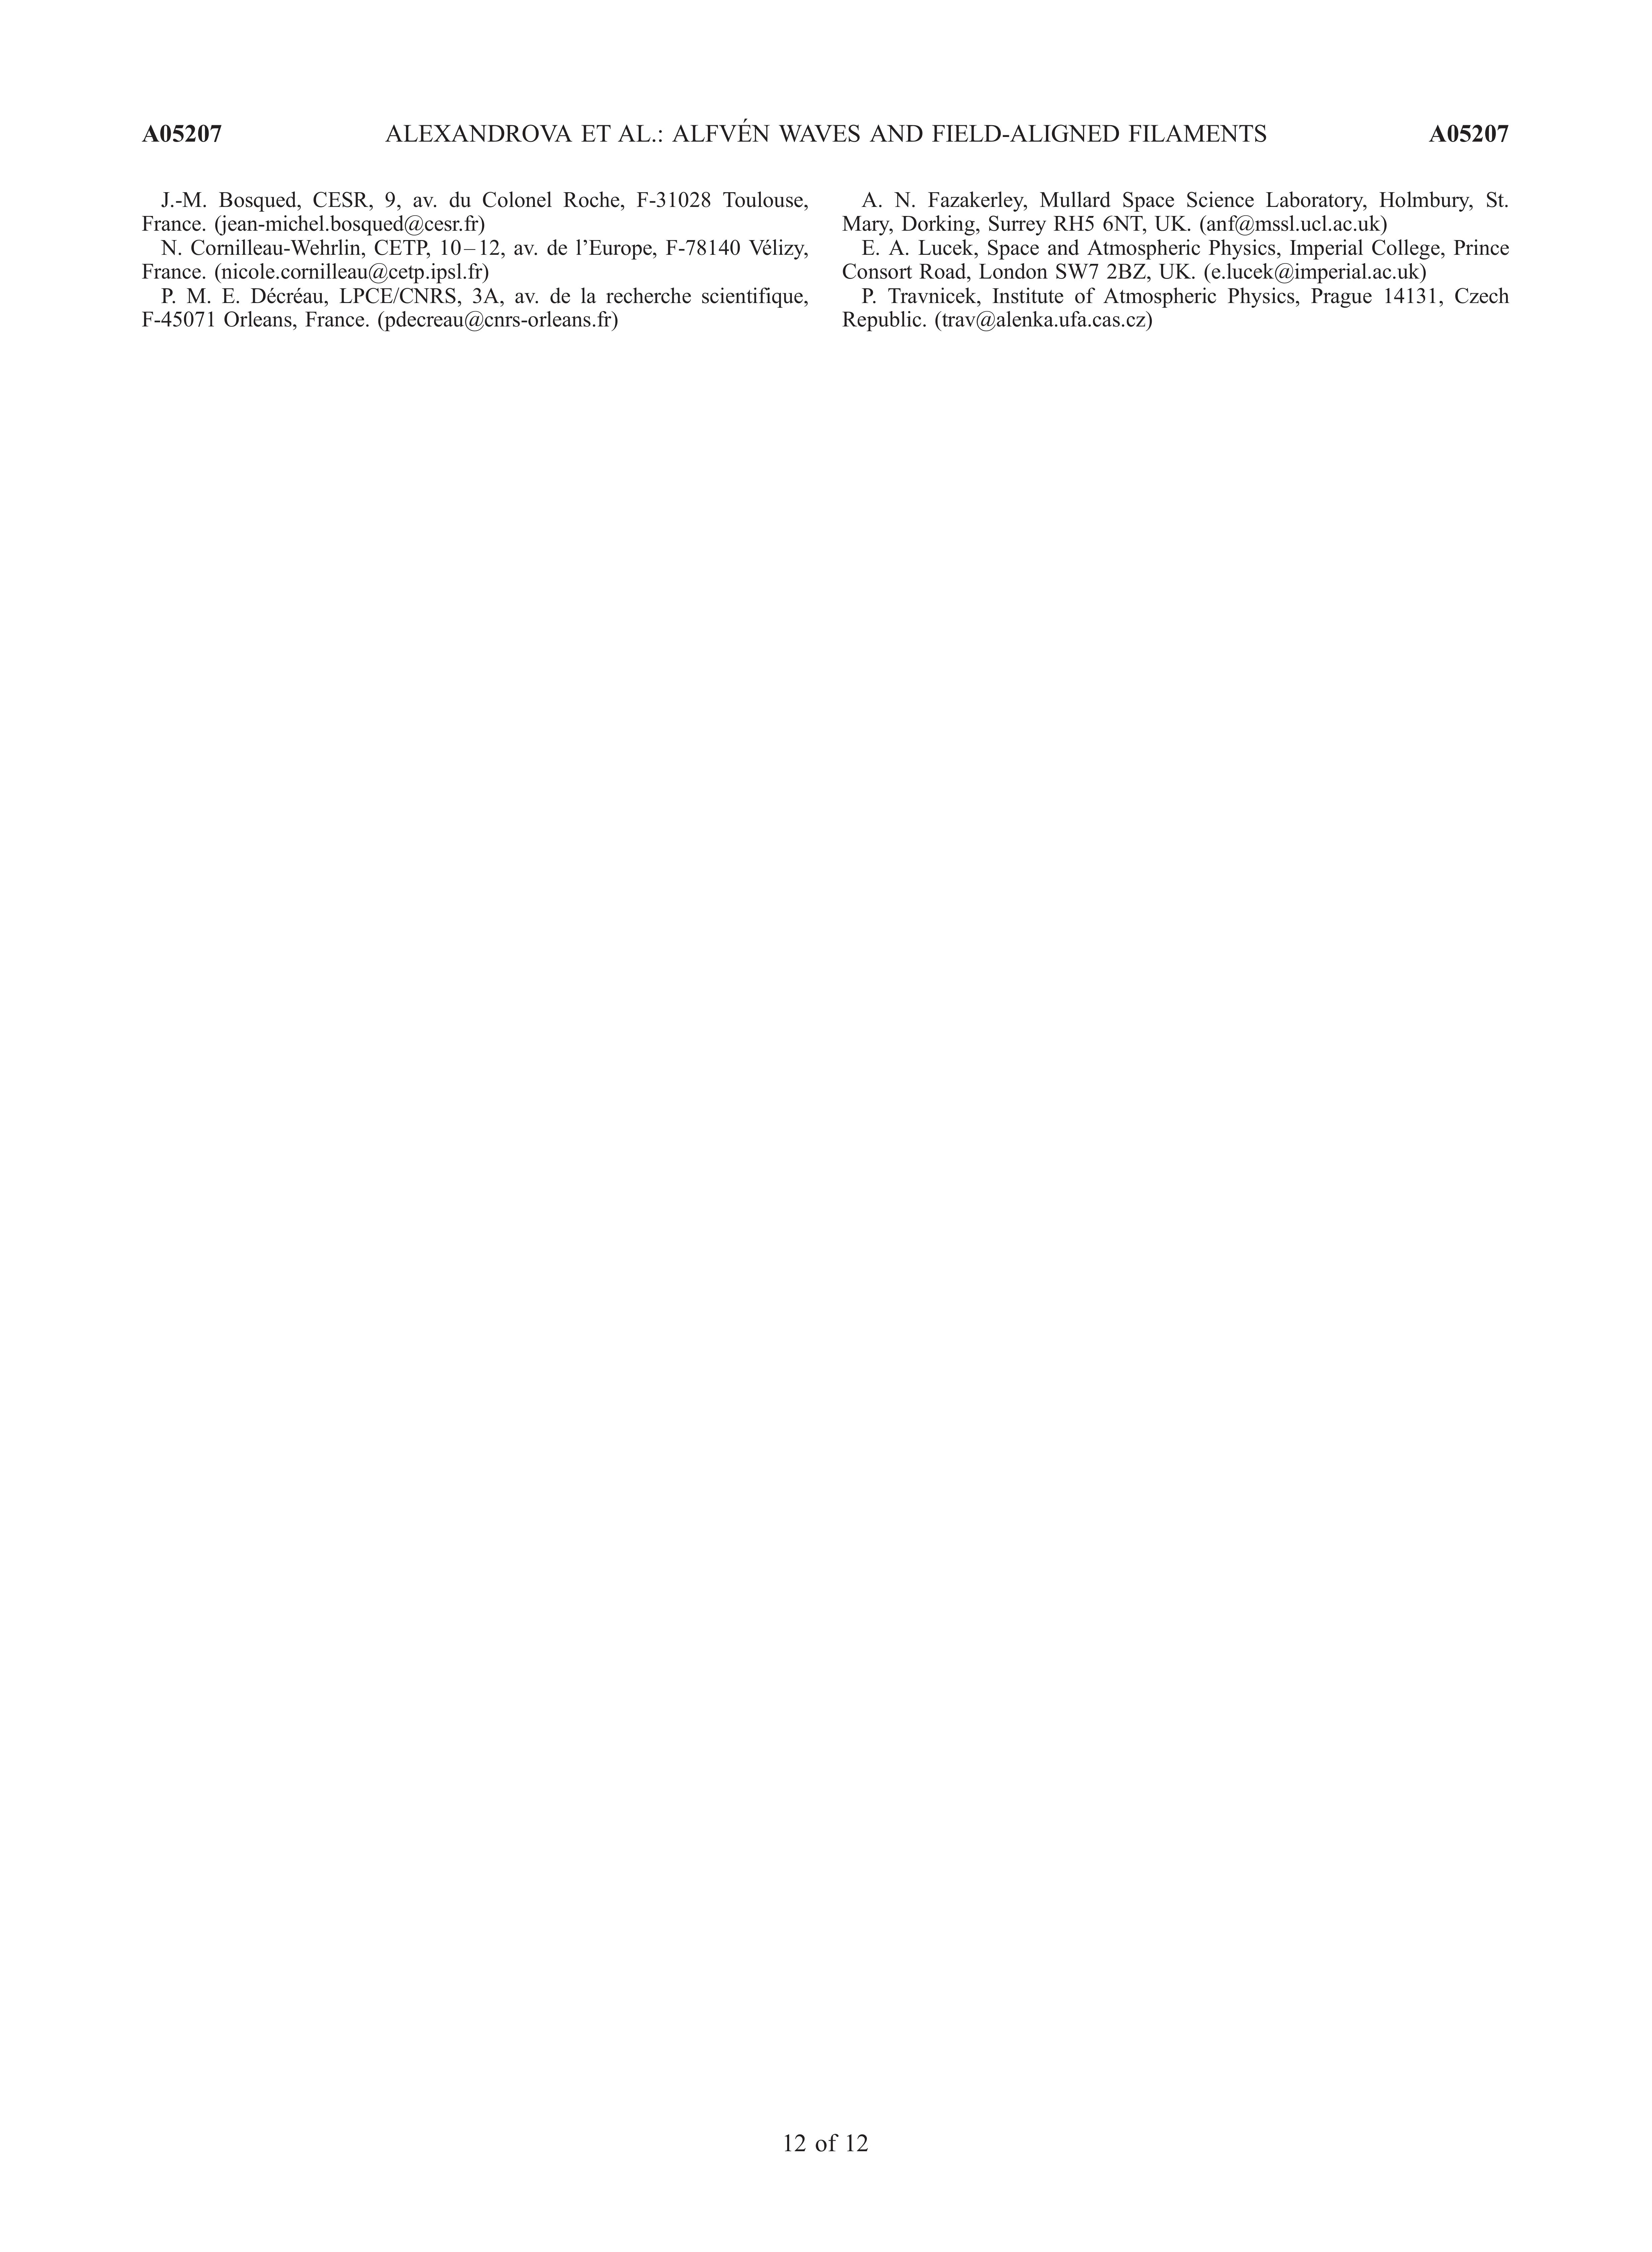 A05207 ALEXANDROVA ET AL.: ALFVÉN WAVES AND FIELD-ALIGNED FILAMENTS A05207
J.-M. Bosqued, CESR, 9, av. du Colonel Roche, F-31028 Toulouse,
France. (jean-michel.bosqued@cesr.fr)
N. Cornilleau-Wehrlin, CETP, 10–12, av. de l’Europe, F-78140 Vélizy,
France. (nicole.cornilleau@cetp.ipsl.fr)
P. M. E. Décréau, LPCE/CNRS, 3A, av. de la recherche scientifique,
F-45071 Orleans, France. (pdecreau@cnrs-orleans.fr)
A. N. Fazakerley, Mullard Space Science Laboratory, Holmbury, St.
Mary, Dorking, Surrey RH5 6NT, UK. (anf@mssl.ucl.ac.uk)
E. A. Lucek, Space and Atmospheric Physics, Imperial College, Prince
Consort Road, London SW7 2BZ, UK. (e.lucek@imperial.ac.uk)
P. Travnicek, Institute of Atmospheric Physics, Prague 14131, Czech
Republic. (trav@alenka.ufa.cas.cz)
12 of 12